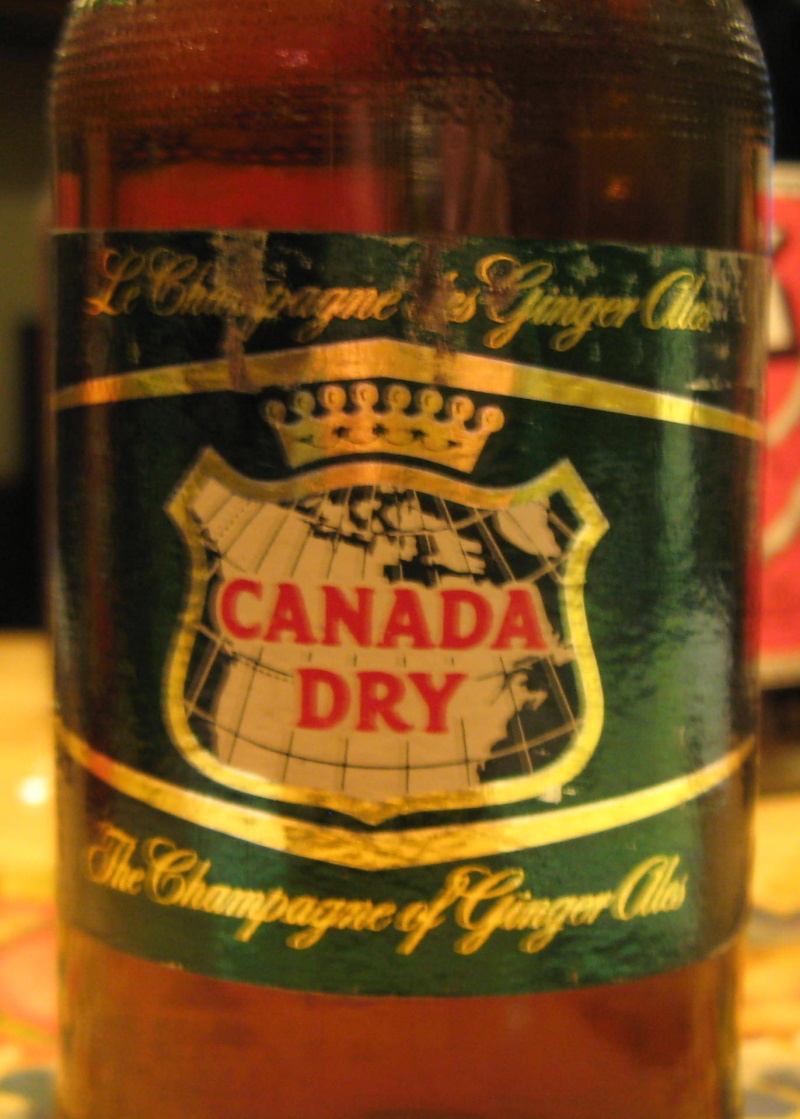 Le Champagne des Ginger Ales
CANADA
DRY
The Champagne of Ginger Ales